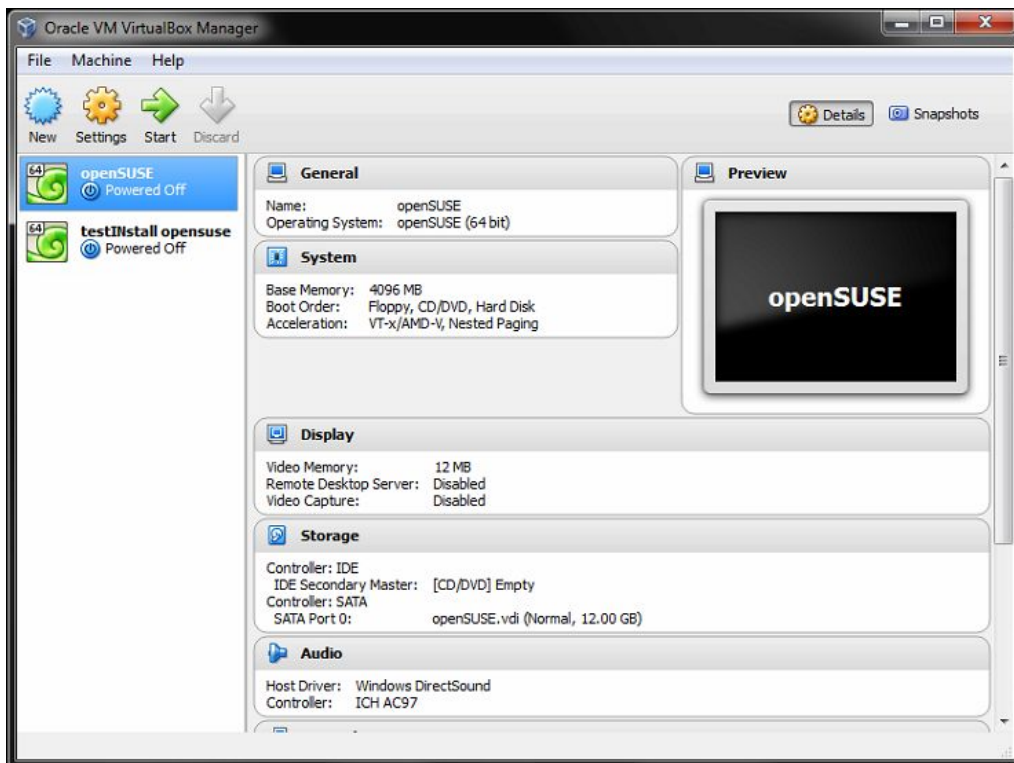 Oracle VM VirtualBox Manager
File Machine Help
New Settings Start Discard
Details Snapshots
64 openSUSE
Powered Off
64 testINstall opensuse
Powered Off
General
Name: openSUSE
Operating System: openSUSE (64 bit)
System
Base Memory: 4096 MB
Boot Order: Floppy, CD/DVD, Hard Disk
Acceleration: VT-x/AMD-V, Nested Paging
Preview
openSUSE
Display
Video Memory: 12 MB
Remote Desktop Server: Disabled
Video Capture: Disabled
Storage
Controller: IDE
IDE Secondary Master: [CD/DVD] Empty
Controller: SATA
SATA Port 0: openSUSE.vdi (Normal, 12.00 GB)
Audio
Host Driver: Windows DirectSound
Controller: ICH AC97